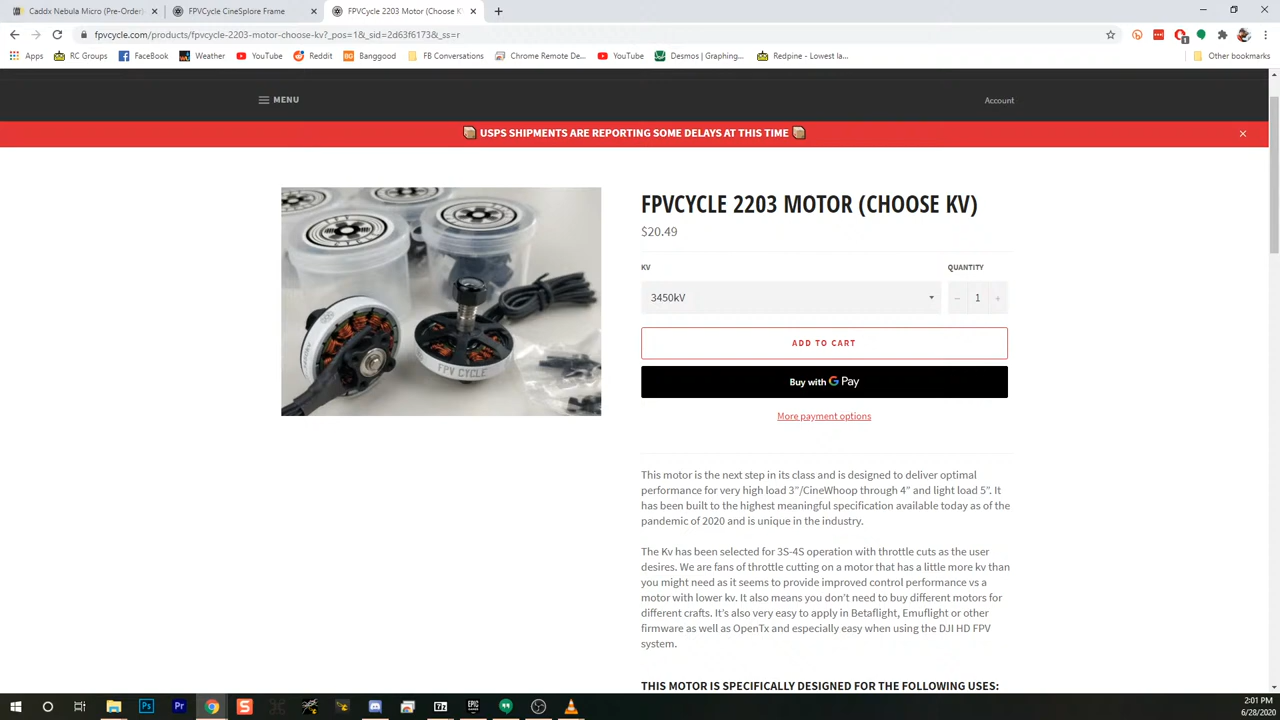 Caddx Nebula Micro (Pre-Order)
FPVCycle CineSplore Frame
FPVCycle 2203 Motor (Choose K
fpvcycle.com/products/fpvcycle-2203-motor-choose-kv?_pos=1&_sid=2d63f6173&_ss=r
Apps
RC Groups
FaceBook
Weather
YouTube
Reddit
Banggood
FB Conversations
Chrome Remote De...
YouTube
Desmos | Graphing...
Redpine - Lowest la...
Other bookmarks
MENU
Account
USPS SHIPMENTS ARE REPORTING SOME DELAYS AT THIS TIME
FPVCYCLE 2203 MOTOR (CHOOSE KV)
$20.49
KV
QUANTITY
3450kV
1
ADD TO CART
Buy with G Pay
More payment options
FPV CYCLE
This motor is the next step in its class and is designed to deliver optimal
performance for very high load 3”/CineWhoop through 4” and light load 5”. It
has been built to the highest meaningful specification available today as of the
pandemic of 2020 and is unique in the industry.
The Kv has been selected for 3S-4S operation with throttle cuts as the user
desires. We are fans of throttle cutting on a motor that has a little more kv than
you might need as it seems to provide improved control performance vs a
motor with lower kv. It also means you don’t need to buy different motors for
different crafts. It’s also very easy to apply in Betaflight, Emuflight or other
firmware as well as OpenTx and especially easy when using the DJI HD FPV
system.
THIS MOTOR IS SPECIFICALLY DESIGNED FOR THE FOLLOWING USES:
2:01 PM
6/28/2020